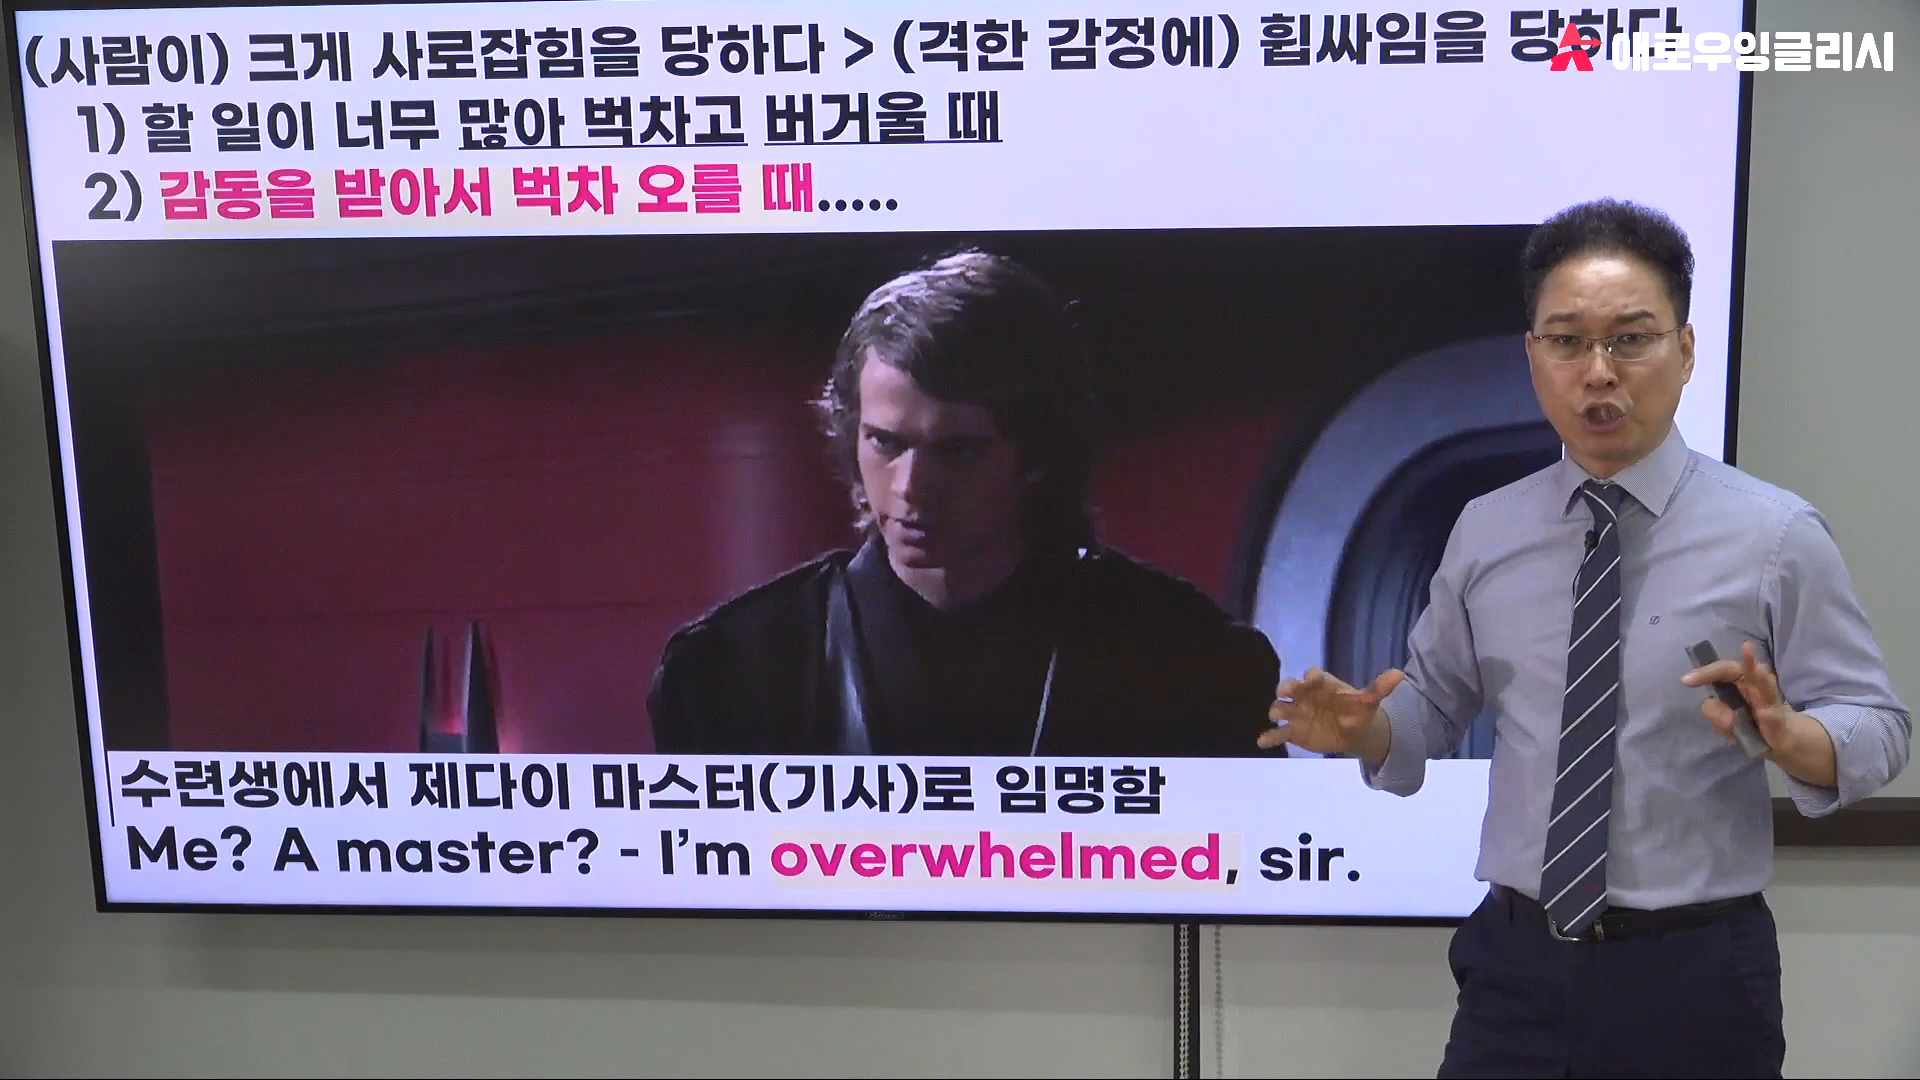 (사람이) 크게 사로잡힘을 당하다 > (격한 감정에) 휩싸임을 당하다
애로우잉글리시
1) 할 일이 너무 많아 벅차고 버거울 때
2) 감동을 받아서 벅차 오를 때.....
수련생에서 제다이 마스터(기사)로 임명함
Me? A master? - I'm overwhelmed, sir.